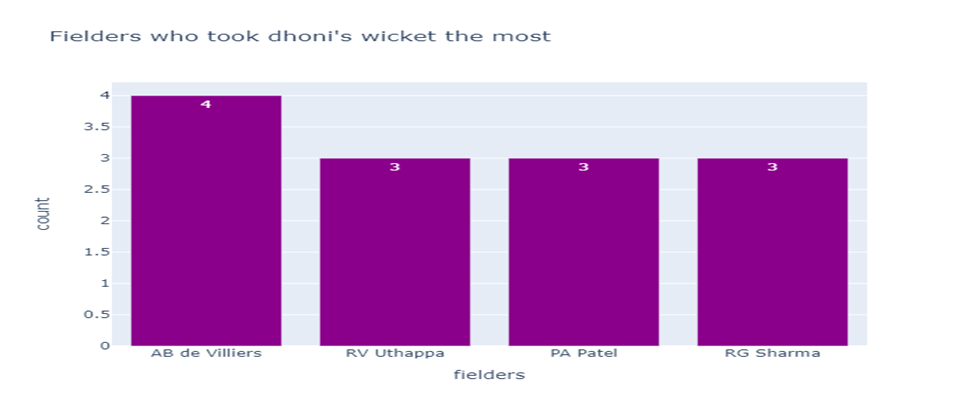 Fielders who took dhoni's wicket the most
4
3.5
3
2.5
2
1.5
1
0.5
0
count
4
3
3
3
AB de Villiers
RV Uthappa
PA Patel
RG Sharma
fielders